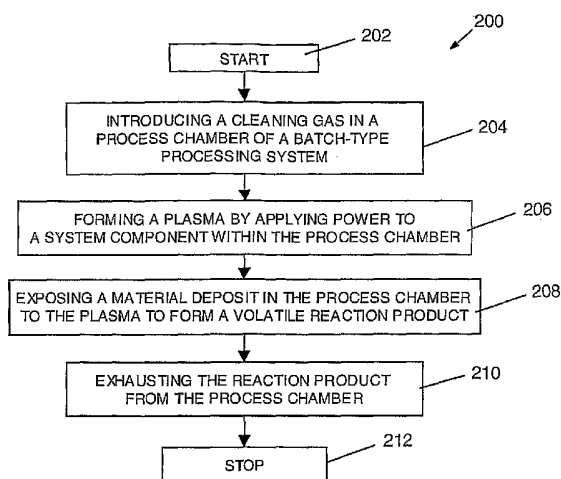 200
202
START
INTRODUCING A CLEANING GAS IN A
PROCESS CHAMBER OF A BATCH-TYPE
PROCESSING SYSTEM
204
FORMING A PLASMA BY APPLYING POWER TO
A SYSTEM COMPONENT WITHIN THE PROCESS CHAMBER
206
EXPOSING A MATERIAL DEPOSIT IN THE PROCESS CHAMBER
TO THE PLASMA TO FORM A VOLATILE REACTION PRODUCT
208
EXHAUSTING THE REACTION PRODUCT
FROM THE PROCESS CHAMBER
210
STOP
212